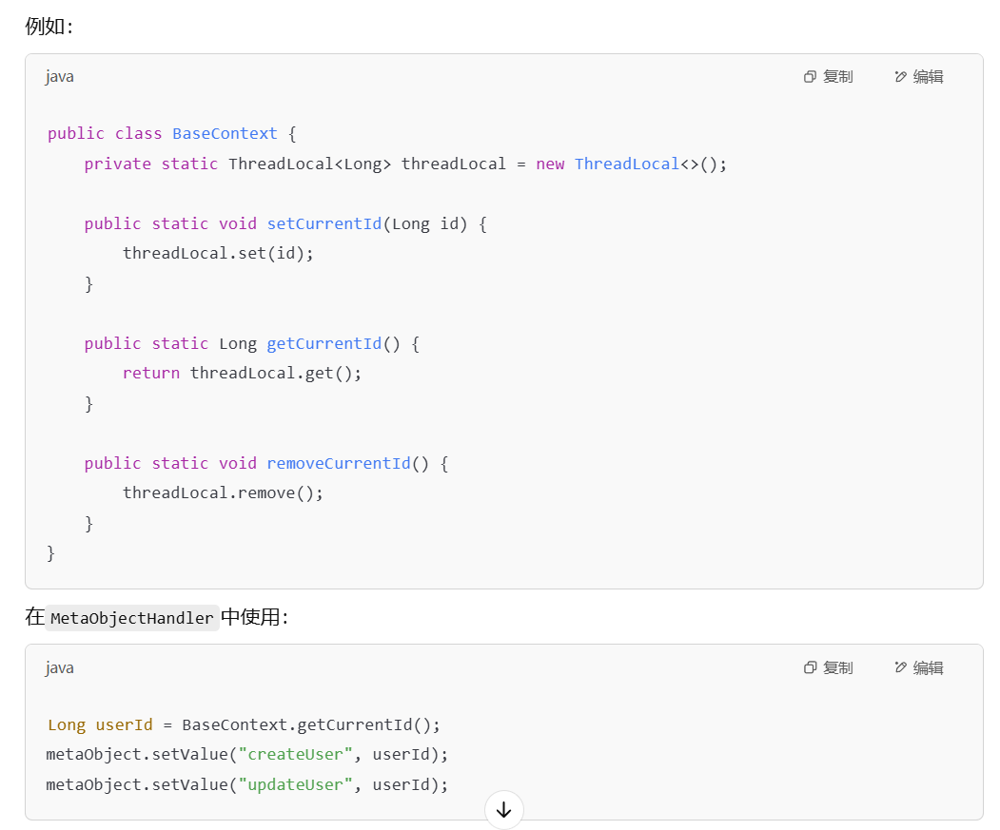 例如：
java
复制
编辑
public class BaseContext {
    private static ThreadLocal<Long> threadLocal = new ThreadLocal<>();
    public static void setCurrentId(Long id) {
        threadLocal.set(id);
    }
    public static Long getCurrentId() {
        return threadLocal.get();
    }
    public static void removeCurrentId() {
        threadLocal.remove();
    }
}
在 MetaObjectHandler 中使用：
java
复制
编辑
Long userId = BaseContext.getCurrentId();
metaObject.setValue("createUser", userId);
metaObject.setValue("updateUser", userId);